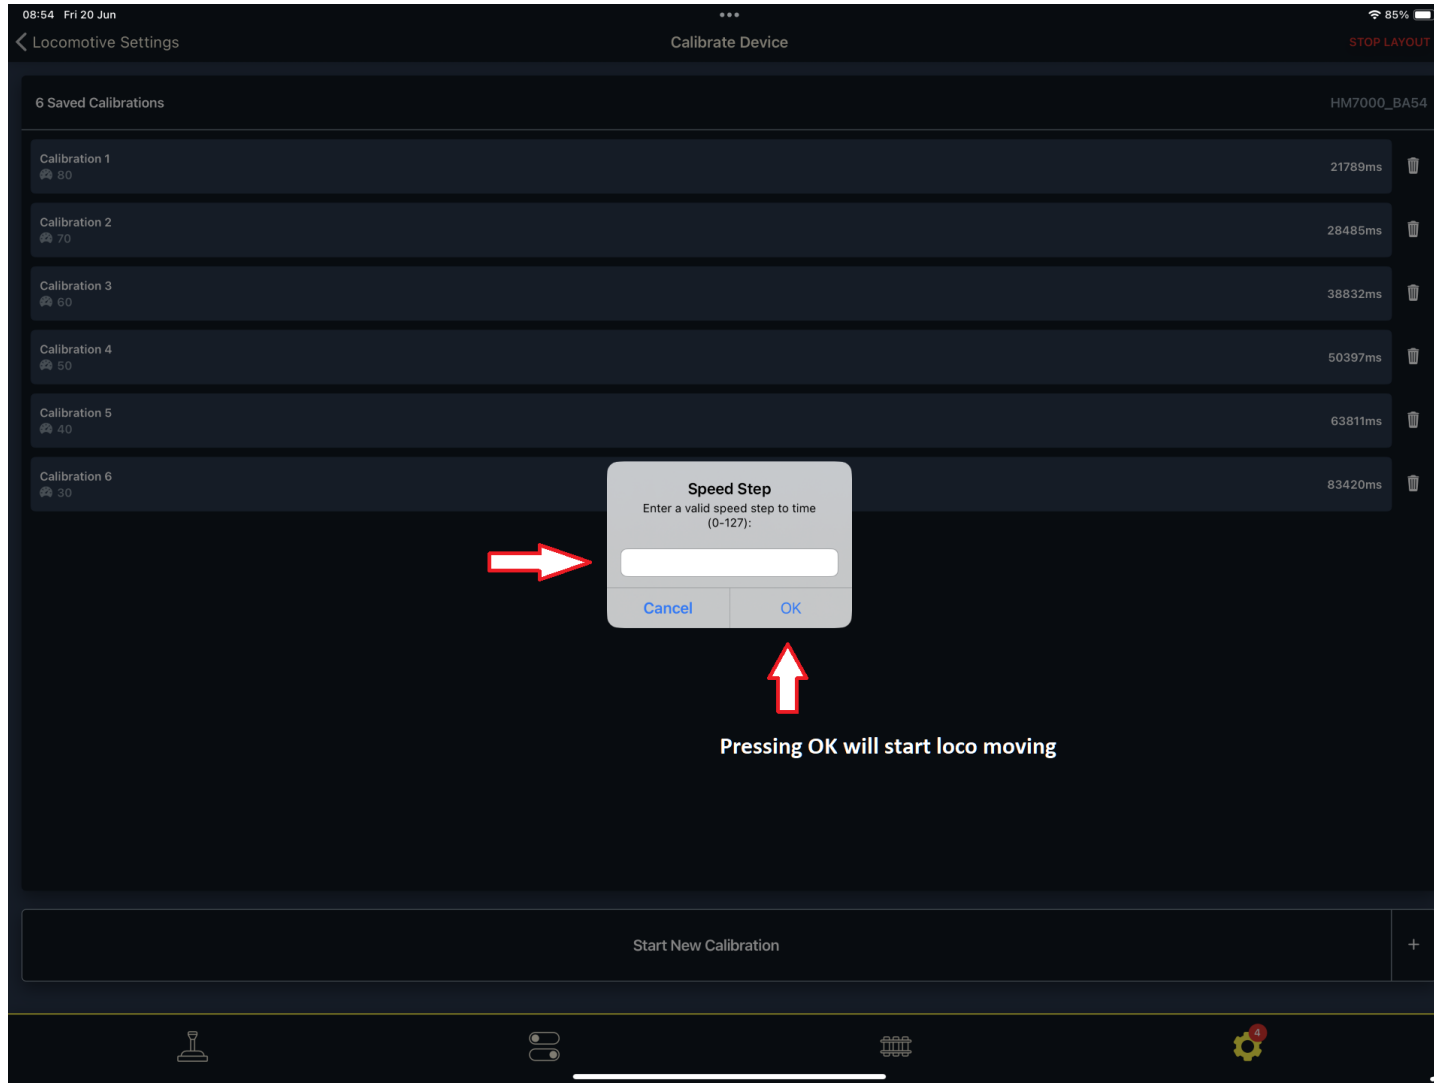 08:54 Fri 20 Jun
85%
Locomotive Settings
Calibrate Device
STOP LAYOUT
6 Saved Calibrations
HM7000_BA54
Calibration 1
80
21789ms
Calibration 2
70
28485ms
Calibration 3
60
38832ms
Calibration 4
50
50397ms
Calibration 5
40
63811ms
Calibration 6
30
83420ms
Speed Step
Enter a valid speed step to time
(0-127):
Cancel
OK
Pressing OK will start loco moving
Start New Calibration
+
4